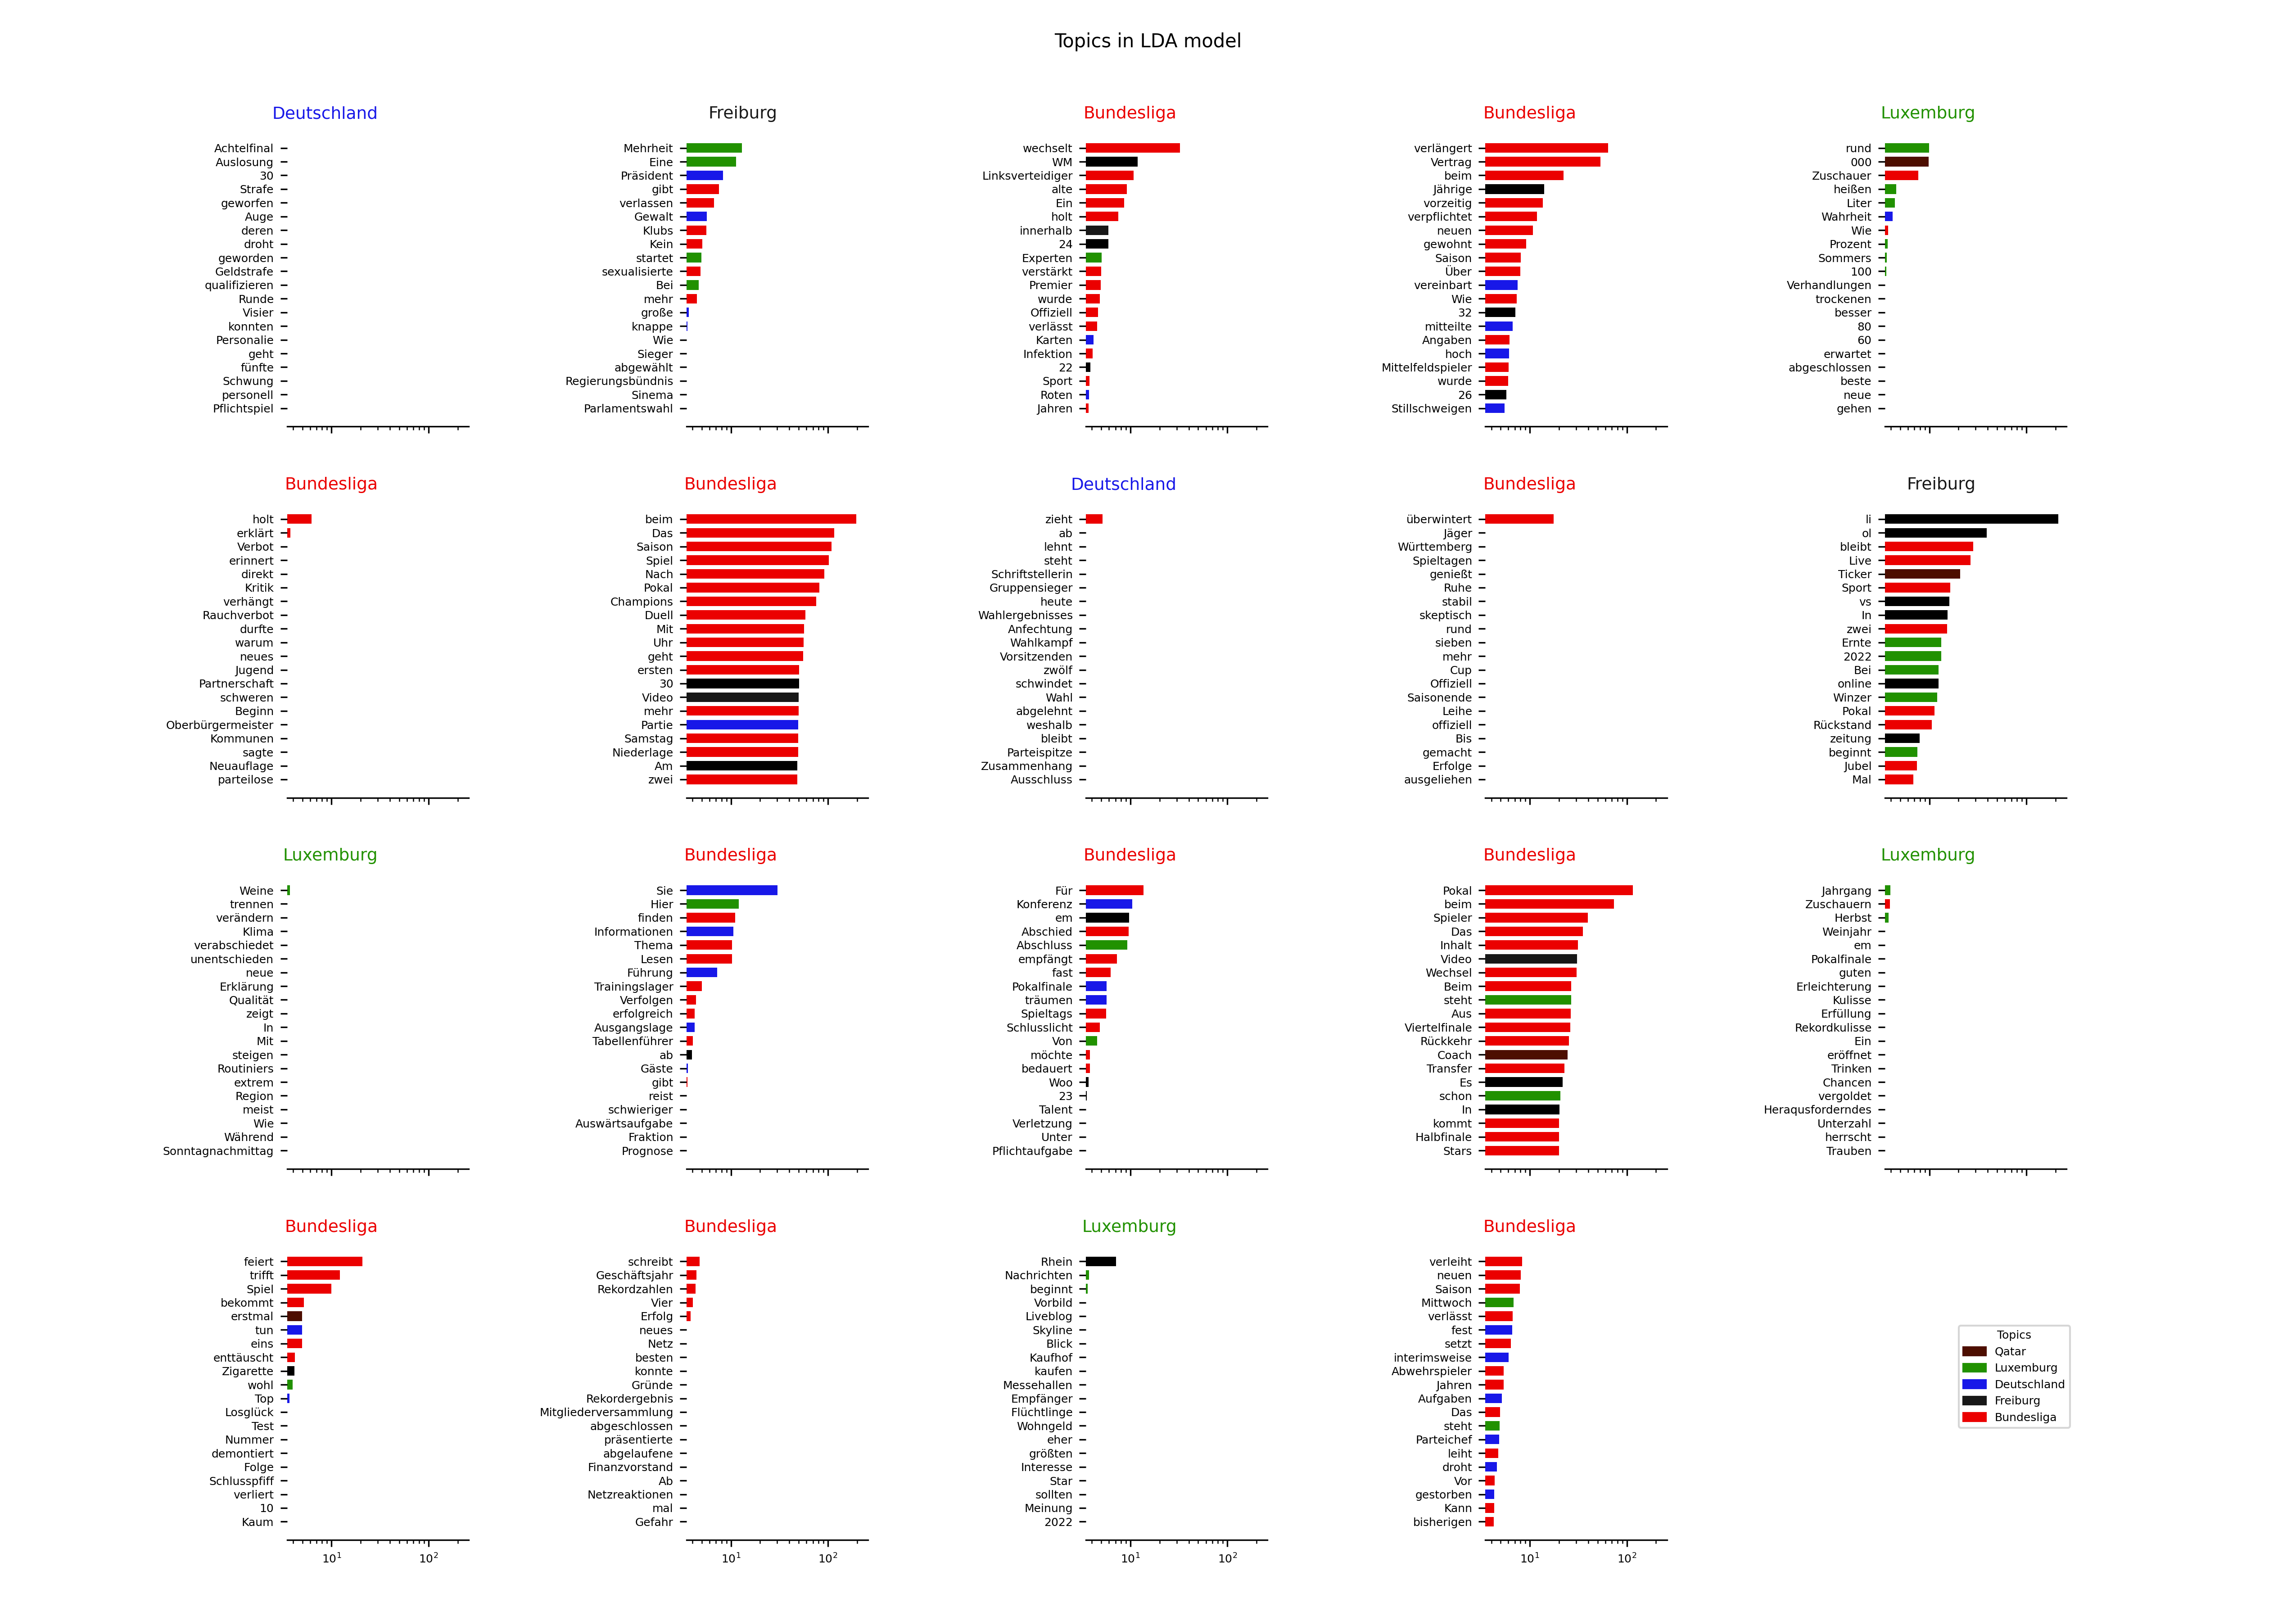 Topics in LDA model
Deutschland
Achtelfinal
Auslosung
30
Strafe
geworfen
Auge
deren
droht
geworden
Geldstrafe
qualifizieren
Runde
Visier
konnten
Personalie
geht
fünfte
Schwung
personell
Pflichtspiel
Freiburg
Mehrheit
Eine
Präsident
gibt
verlassen
Gewalt
Klubs
Kein
startet
sexualisierte
Bei
mehr
große
knappe
Wie
Sieger
abgewählt
Regierungsbündnis
Sinema
Parlamentswahl
Bundesliga
wechselt
WM
Linksverteidiger
alte
Ein
holt
innerhalb
24
Experten
verstärkt
Premier
wurde
Offiziell
verlässt
Karten
Infektion
22
Sport
Roten
Jahren
Bundesliga
verlängert
Vertrag
beim
Jährige
vorzeitig
verpflichtet
neuen
gewohnt
Saison
Über
vereinbart
Wie
32
mitteilte
Angaben
hoch
Mittelfeldspieler
wurde
26
Stillschweigen
Luxemburg
rund
000
Zuschauer
heißen
Liter
Wahrheit
Wie
Prozent
Sommers
100
Verhandlungen
trockenen
besser
80
60
erwartet
abgeschlossen
beste
neue
gehen
Bundesliga
holt
erklärt
Verbot
erinnert
direkt
Kritik
verhängt
Rauchverbot
durfte
warum
neues
Jugend
Partnerschaft
schweren
Beginn
Oberbürgermeister
Kommunen
sagte
Neuauflage
parteilose
Bundesliga
beim
Das
Saison
Spiel
Nach
Pokal
Champions
Duell
Mit
Uhr
geht
ersten
30
Video
mehr
Partie
Samstag
Niederlage
Am
zwei
Deutschland
zieht
ab
lehnt
steht
Schriftstellerin
Gruppensieger
heute
Wahlergebnisses
Anfechtung
Wahlkampf
Vorsitzenden
zwölf
schwindet
Wahl
abgelehnt
weshalb
bleibt
Parteispitze
Zusammenhang
Ausschluss
Bundesliga
überwintert
Jäger
Württemberg
Spieltagen
genießt
Ruhe
stabil
skeptisch
rund
sieben
mehr
Cup
Offiziell
Saisonende
Leihe
offiziell
Bis
gemacht
Erfolge
ausgeliehen
Freiburg
li
ol
bleibt
Live
Ticker
Sport
vs
In
zwei
Ernte
2022
Bei
online
Winzer
Pokal
Rückstand
zeitung
beginnt
Jubel
Mal
Luxemburg
Weine
trennen
verändern
Klima
verabschiedet
unentschieden
neue
Erklärung
Qualität
zeigt
In
Mit
steigen
Routiniers
extrem
Region
meist
Wie
Während
Sonntagnachmittag
Bundesliga
Sie
Hier
finden
Informationen
Thema
Lesen
Führung
Trainingslager
Verfolgen
erfolgreich
Ausgangslage
Tabellenführer
ab
Gäste
gibt
reist
schwieriger
Auswärtsaufgabe
Fraktion
Prognose
Bundesliga
Für
Konferenz
em
Abschied
Abschluss
empfängt
fast
Pokalfinale
träumen
Spieltags
Schlusslicht
Von
möchte
bedauert
Woo
23
Talent
Verletzung
Unter
Pflichtaufgabe
Bundesliga
Pokal
beim
Spieler
Das
Inhalt
Video
Wechsel
Beim
steht
Aus
Viertelfinale
Rückkehr
Coach
Transfer
Es
schon
In
kommt
Halbfinale
Stars
Luxemburg
Jahrgang
Zuschauern
Herbst
Weinjahr
em
Pokalfinale
guten
Erleichterung
Kulisse
Erfüllung
Rekordkulisse
Ein
eröffnet
Trinken
Chancen
vergoldet
Heraqusforderndes
Unterzahl
herrscht
Trauben
Bundesliga
feiert
trifft
Spiel
bekommt
erstmal
tun
eins
enttäuscht
Zigarette
wohl
Top
Losglück
Test
Nummer
demontiert
Folge
Schlusspfiff
verliert
10
Kaum
10¹ 10²
Bundesliga
schreibt
Geschäftsjahr
Rekordzahlen
Vier
Erfolg
neues
Netz
besten
konnte
Gründe
Rekordergebnis
Mitgliederversammlung
abgeschlossen
präsentierte
abgelaufene
Finanzvorstand
Ab
Netzreaktionen
mal
Gefahr
10¹ 10²
Luxemburg
Rhein
Nachrichten
beginnt
Vorbild
Liveblog
Skyline
Blick
Kaufhof
kaufen
Messehallen
Empfänger
Flüchtlinge
Wohngeld
eher
größten
Interesse
Star
sollten
Meinung
2022
10¹ 10²
Bundesliga
verleiht
neuen
Saison
Mittwoch
verlässt
fest
setzt
interimsweise
Abwehrspieler
Jahren
Aufgaben
Das
steht
Parteichef
leiht
droht
Vor
gestorben
Kann
bisherigen
10¹ 10²
Topics
Qatar
Luxemburg
Deutschland
Freiburg
Bundesliga